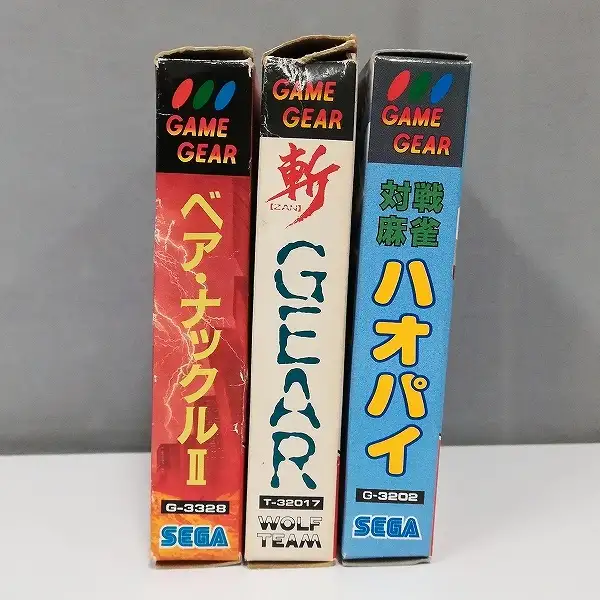 GAME
GEAR
ベア・ナックルⅡ
G-3328
SEGA
GAME
GEAR
斬
[ZAN]
GEAR
T-32017
WOLF
TEAM
GAME
GEAR
対戦
麻雀
ハオパイ
G-3202
SEGA